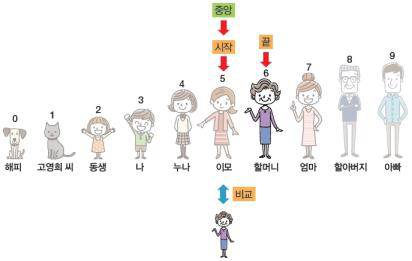 중앙
시작
끝
0 1 2 3 4 5 6 7 8 9
해피 고영희 씨 동생 나 누나 이모 할머니 엄마 할아버지 아빠
비교